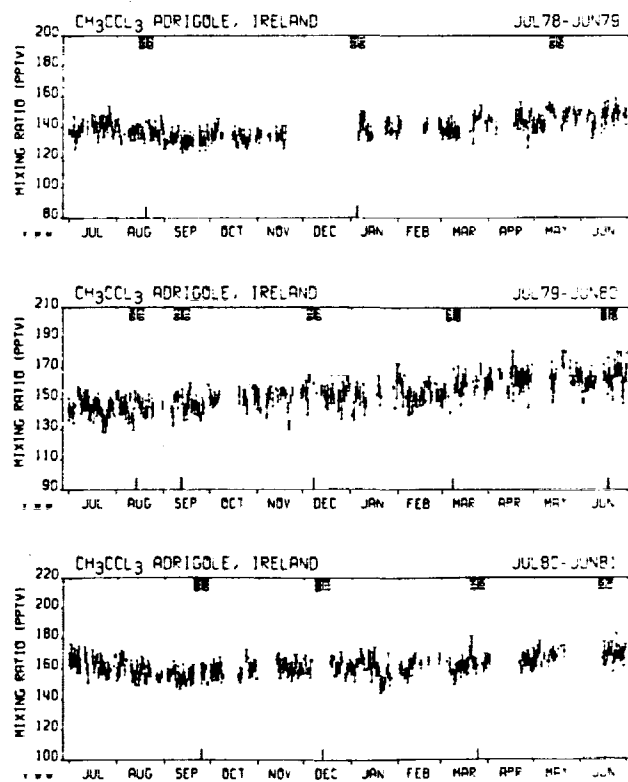 CH3CCL3 ADRIGOLE, IRELAND JUL78-JUN79
200
180
160
140
120
100
80
MIXING RATIO (PPTV)
JUL AUG SEP OCT NOV DEC JAN FEB MAR APR MAY JUN
CH3CCL3 ADRIGOLE, IRELAND JUL79-JUN80
210
190
170
150
130
110
90
MIXING RATIO (PPTV)
JUL AUG SEP OCT NOV DEC JAN FEB MAR APR MAY JUN
CH3CCL3 ADRIGOLE, IRELAND JUL80-JUN81
220
200
180
160
140
120
100
MIXING RATIO (PPTV)
JUL AUG SEP OCT NOV DEC JAN FEB MAR APR MAY JUN